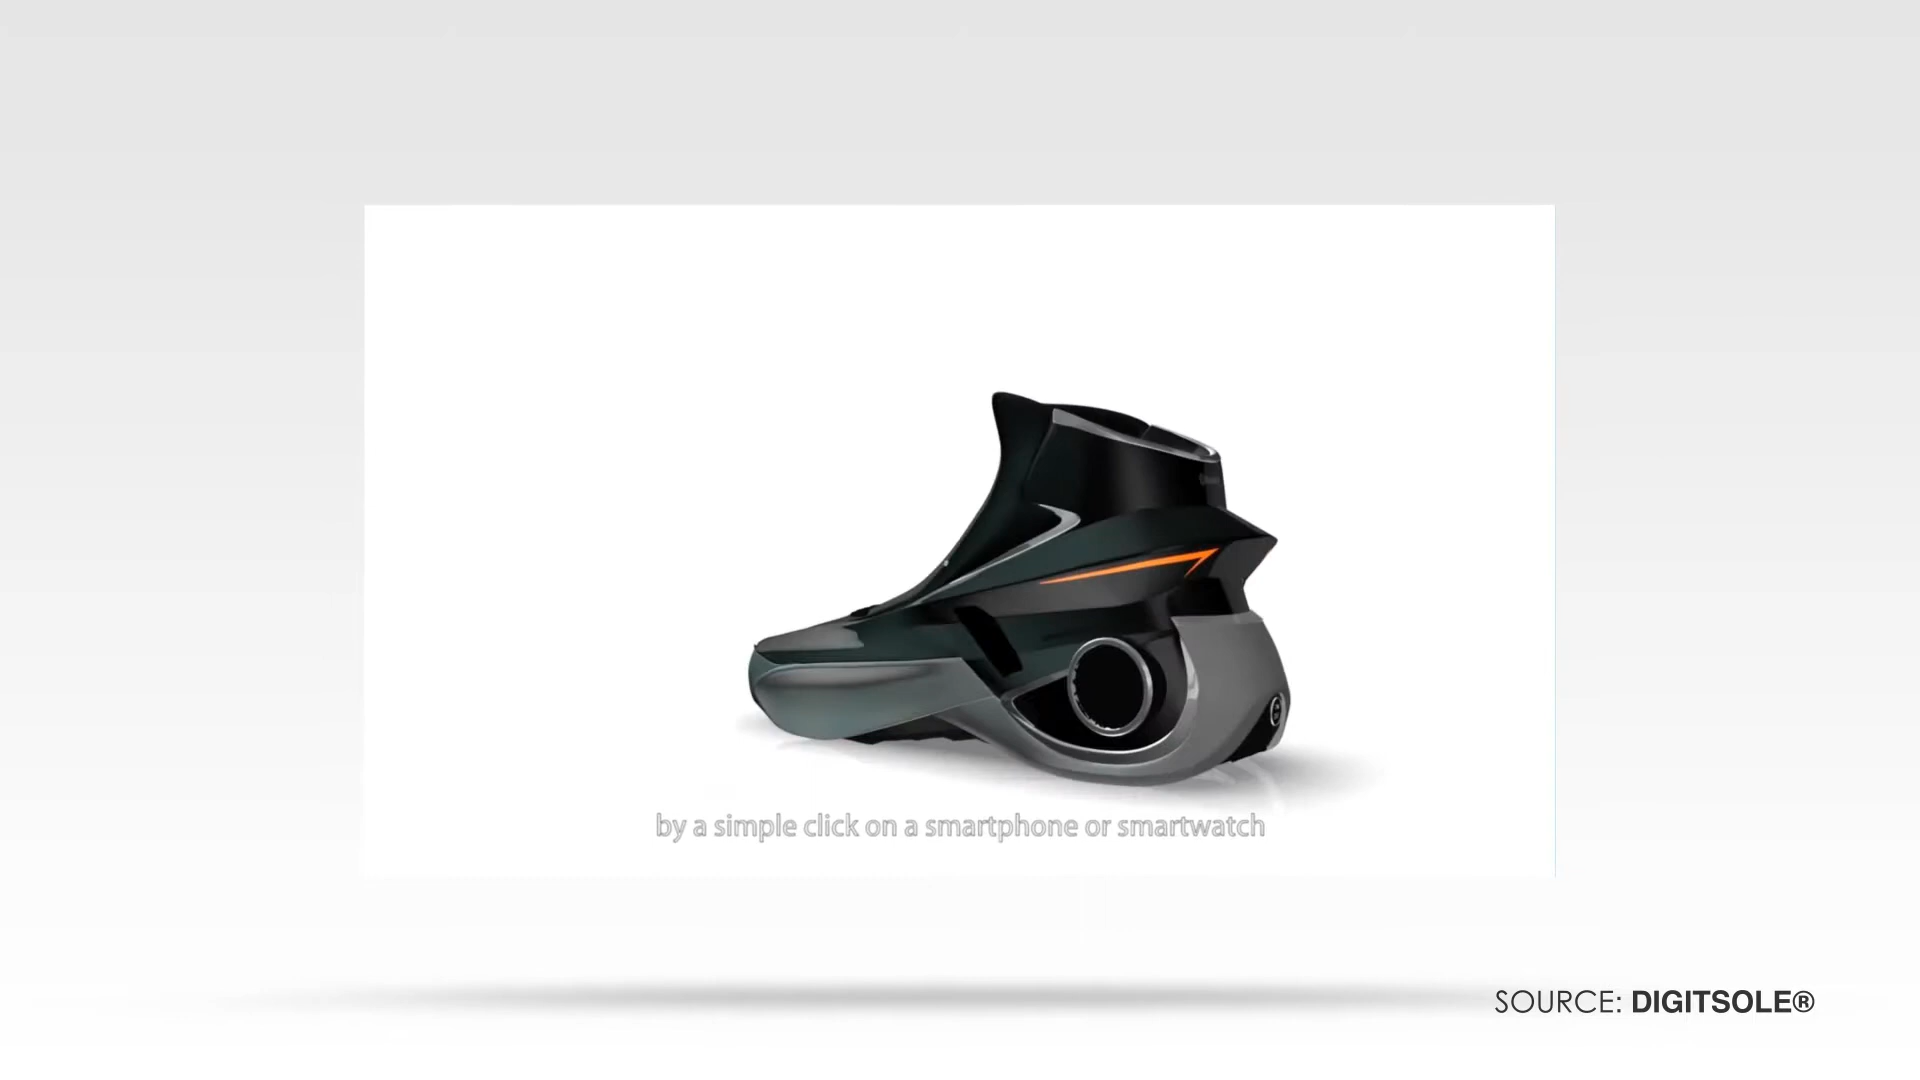 by a simple click on a smartphone or smartwatch
SOURCE: DIGITSOLE®